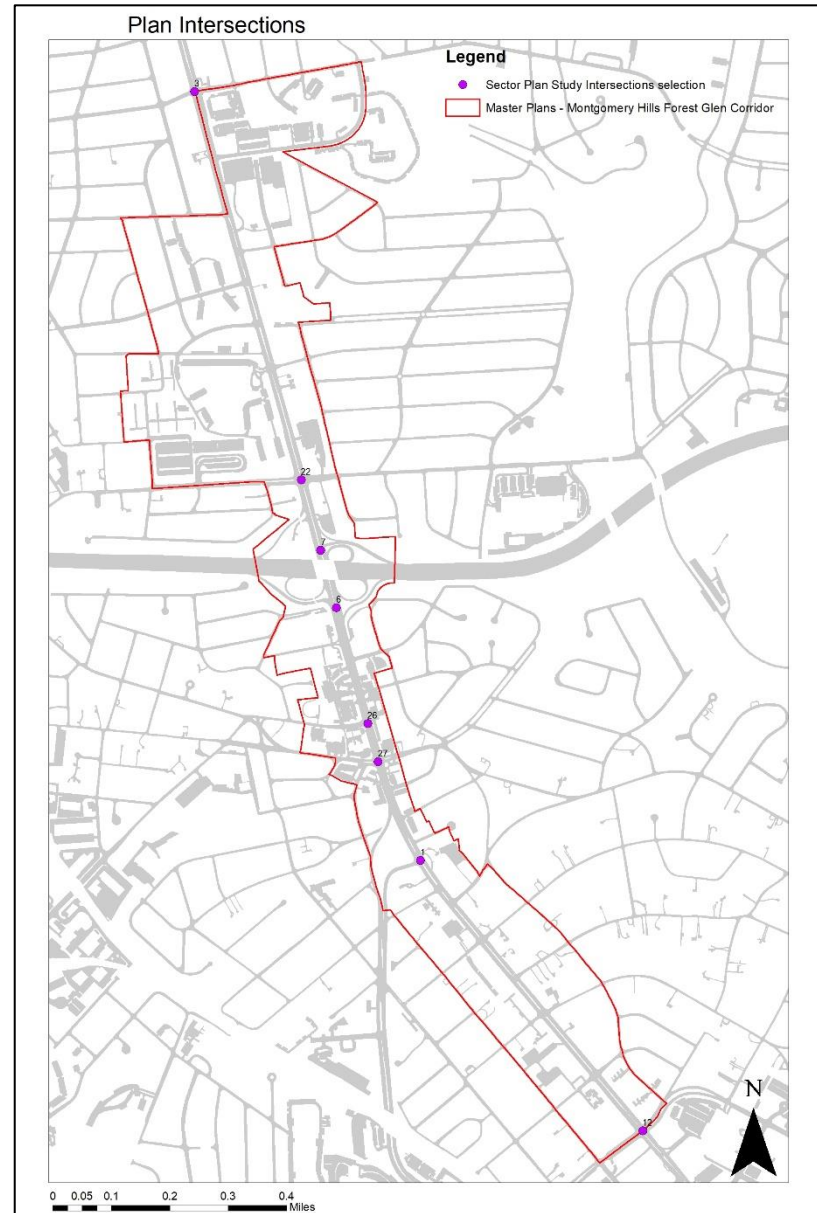 Plan Intersections
Legend
Sector Plan Study Intersections selection
Master Plans - Montgomery Hills Forest Glen Corridor
3
22
7
6
26
27
1
12
N
0 0.05 0.1 0.2 0.3 0.4
Miles